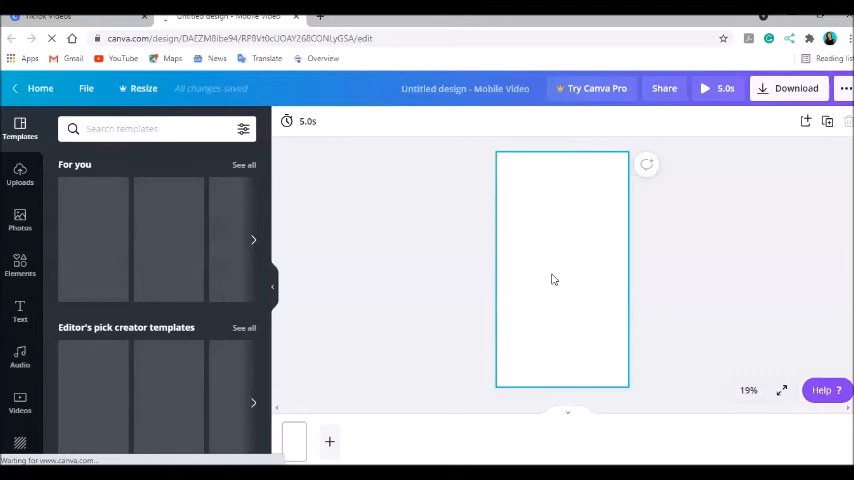 TikTok Videos
Untitled design - Mobile Video
canva.com/design/DAEZM8ibe94/RP8Vt0cUOAY268CONLyGSA/edit
Apps
Gmail
YouTube
Maps
News
Translate
Overview
Reading list
Home
File
Resize
All changes saved
Untitled design - Mobile Video
Try Canva Pro
Share
5.0s
Download
Templates
Search templates
5.0s
For you
See all
Uploads
Photos
Elements
Text
Editor's pick creator templates
See all
Audio
Videos
19%
Help ?
Waiting for www.canva.com...